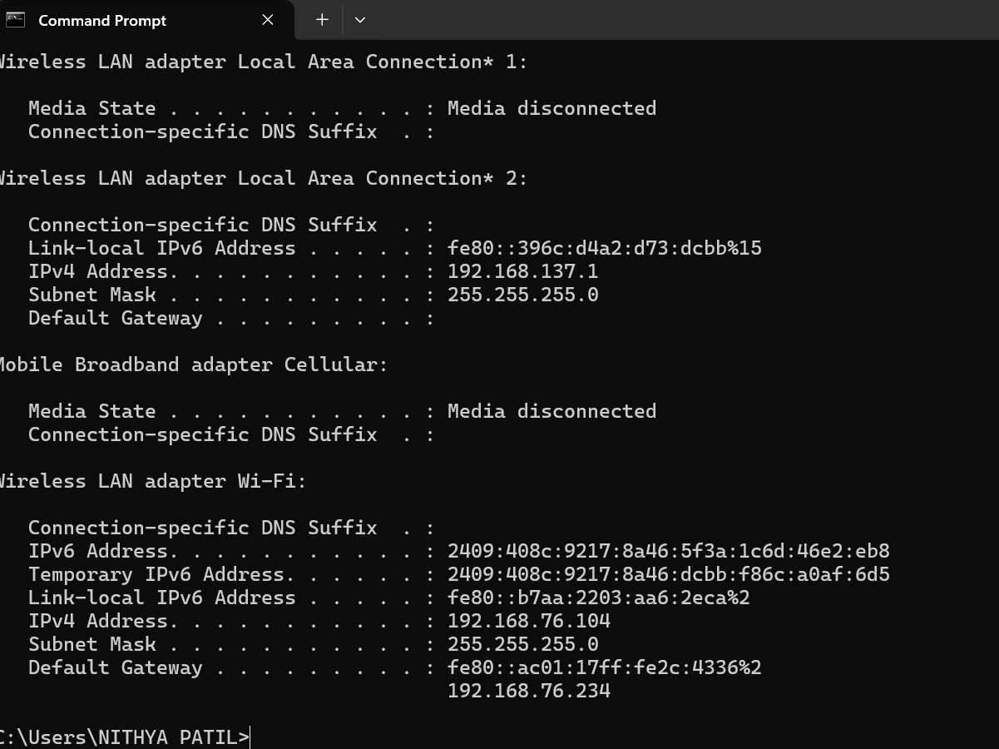 Command Prompt
Wireless LAN adapter Local Area Connection* 1:
Media State . . . . . . . . . . . : Media disconnected
Connection-specific DNS Suffix  . :
Wireless LAN adapter Local Area Connection* 2:
Connection-specific DNS Suffix  . :
Link-local IPv6 Address . . . . . : fe80::396c:d4a2:d73:dcbb%15
IPv4 Address. . . . . . . . . . . : 192.168.137.1
Subnet Mask . . . . . . . . . . . : 255.255.255.0
Default Gateway . . . . . . . . . :
Mobile Broadband adapter Cellular:
Media State . . . . . . . . . . . : Media disconnected
Connection-specific DNS Suffix  . :
Wireless LAN adapter Wi-Fi:
Connection-specific DNS Suffix  . :
IPv6 Address. . . . . . . . . . . : 2409:408c:9217:8a46:5f3a:1c6d:46e2:eb8
Temporary IPv6 Address. . . . . . : 2409:408c:9217:8a46:dcbb:f86c:a0af:6d5
Link-local IPv6 Address . . . . . : fe80::b7aa:2203:aa6:2eca%2
IPv4 Address. . . . . . . . . . . : 192.168.76.104
Subnet Mask . . . . . . . . . . . : 255.255.255.0
Default Gateway . . . . . . . . . : fe80::ac01:17ff:fe2c:4336%2
192.168.76.234
C:\Users\NITHYA PATIL>